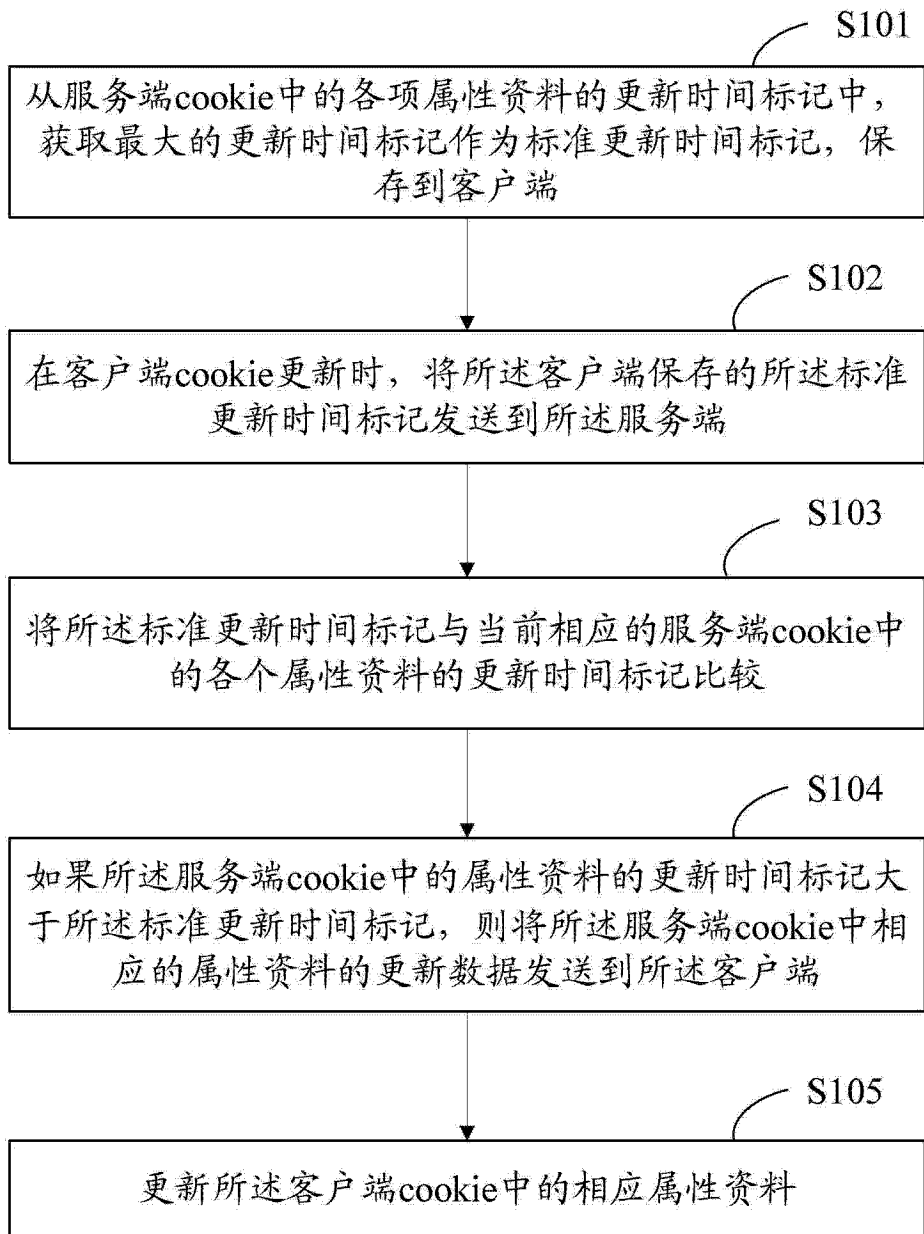 S101
从服务端cookie中的各项属性资料的更新时间标记中，
获取最大的更新时间标记作为标准更新时间标记，保
存到客户端
S102
在客户端cookie更新时，将所述客户端保存的所述标准
更新时间标记发送到所述服务端
S103
将所述标准更新时间标记与当前相应的服务端cookie中
的各个属性资料的更新时间标记比较
S104
如果所述服务端cookie中的属性资料的更新时间标记大
于所述标准更新时间标记，则将所述服务端cookie中相
应的属性资料的更新数据发送到所述客户端
S105
更新所述客户端cookie中的相应属性资料